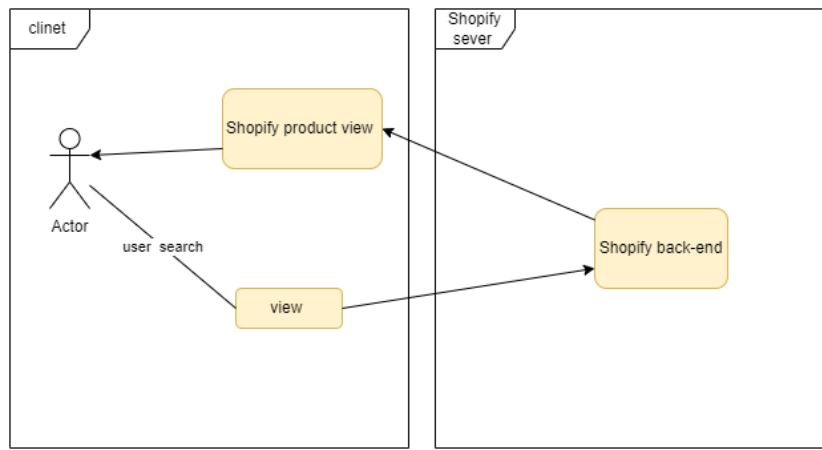 clinet
Shopify
sever
Shopify product view
Actor
user search
Shopify back-end
view